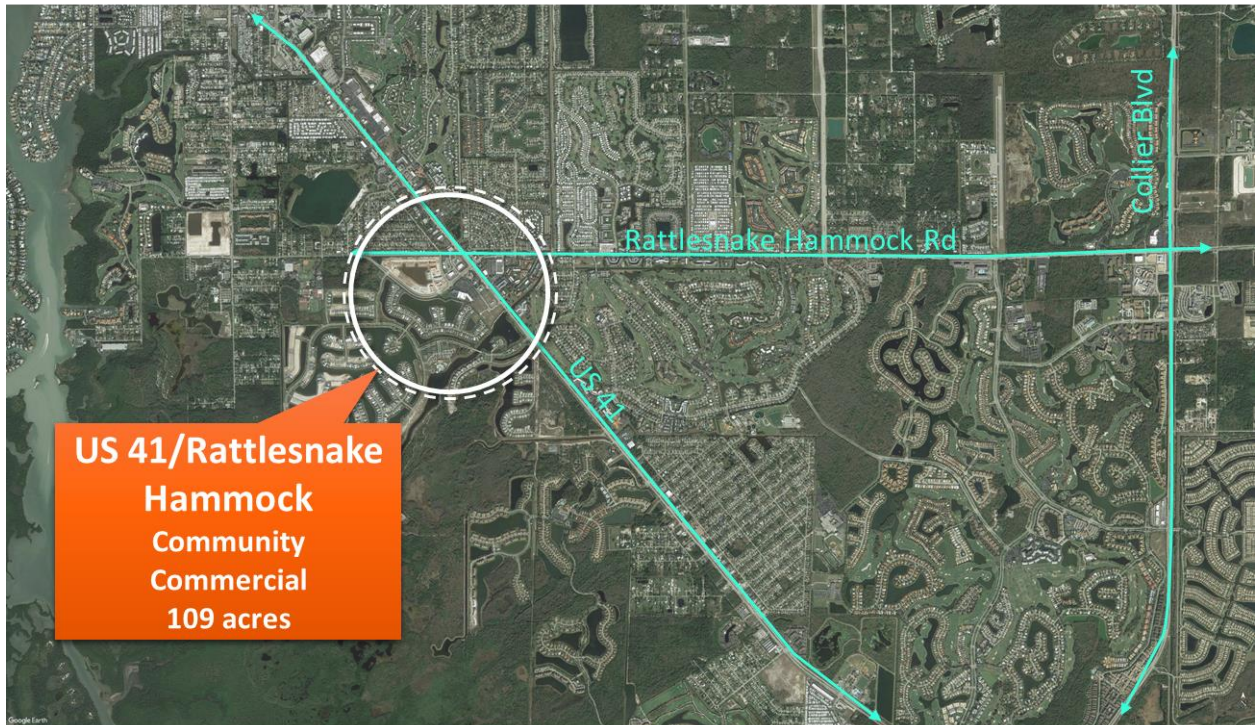 Collier Blvd
Rattlesnake Hammock Rd
US 41
US 41/Rattlesnake
Hammock
Community
Commercial
109 acres
Google Earth